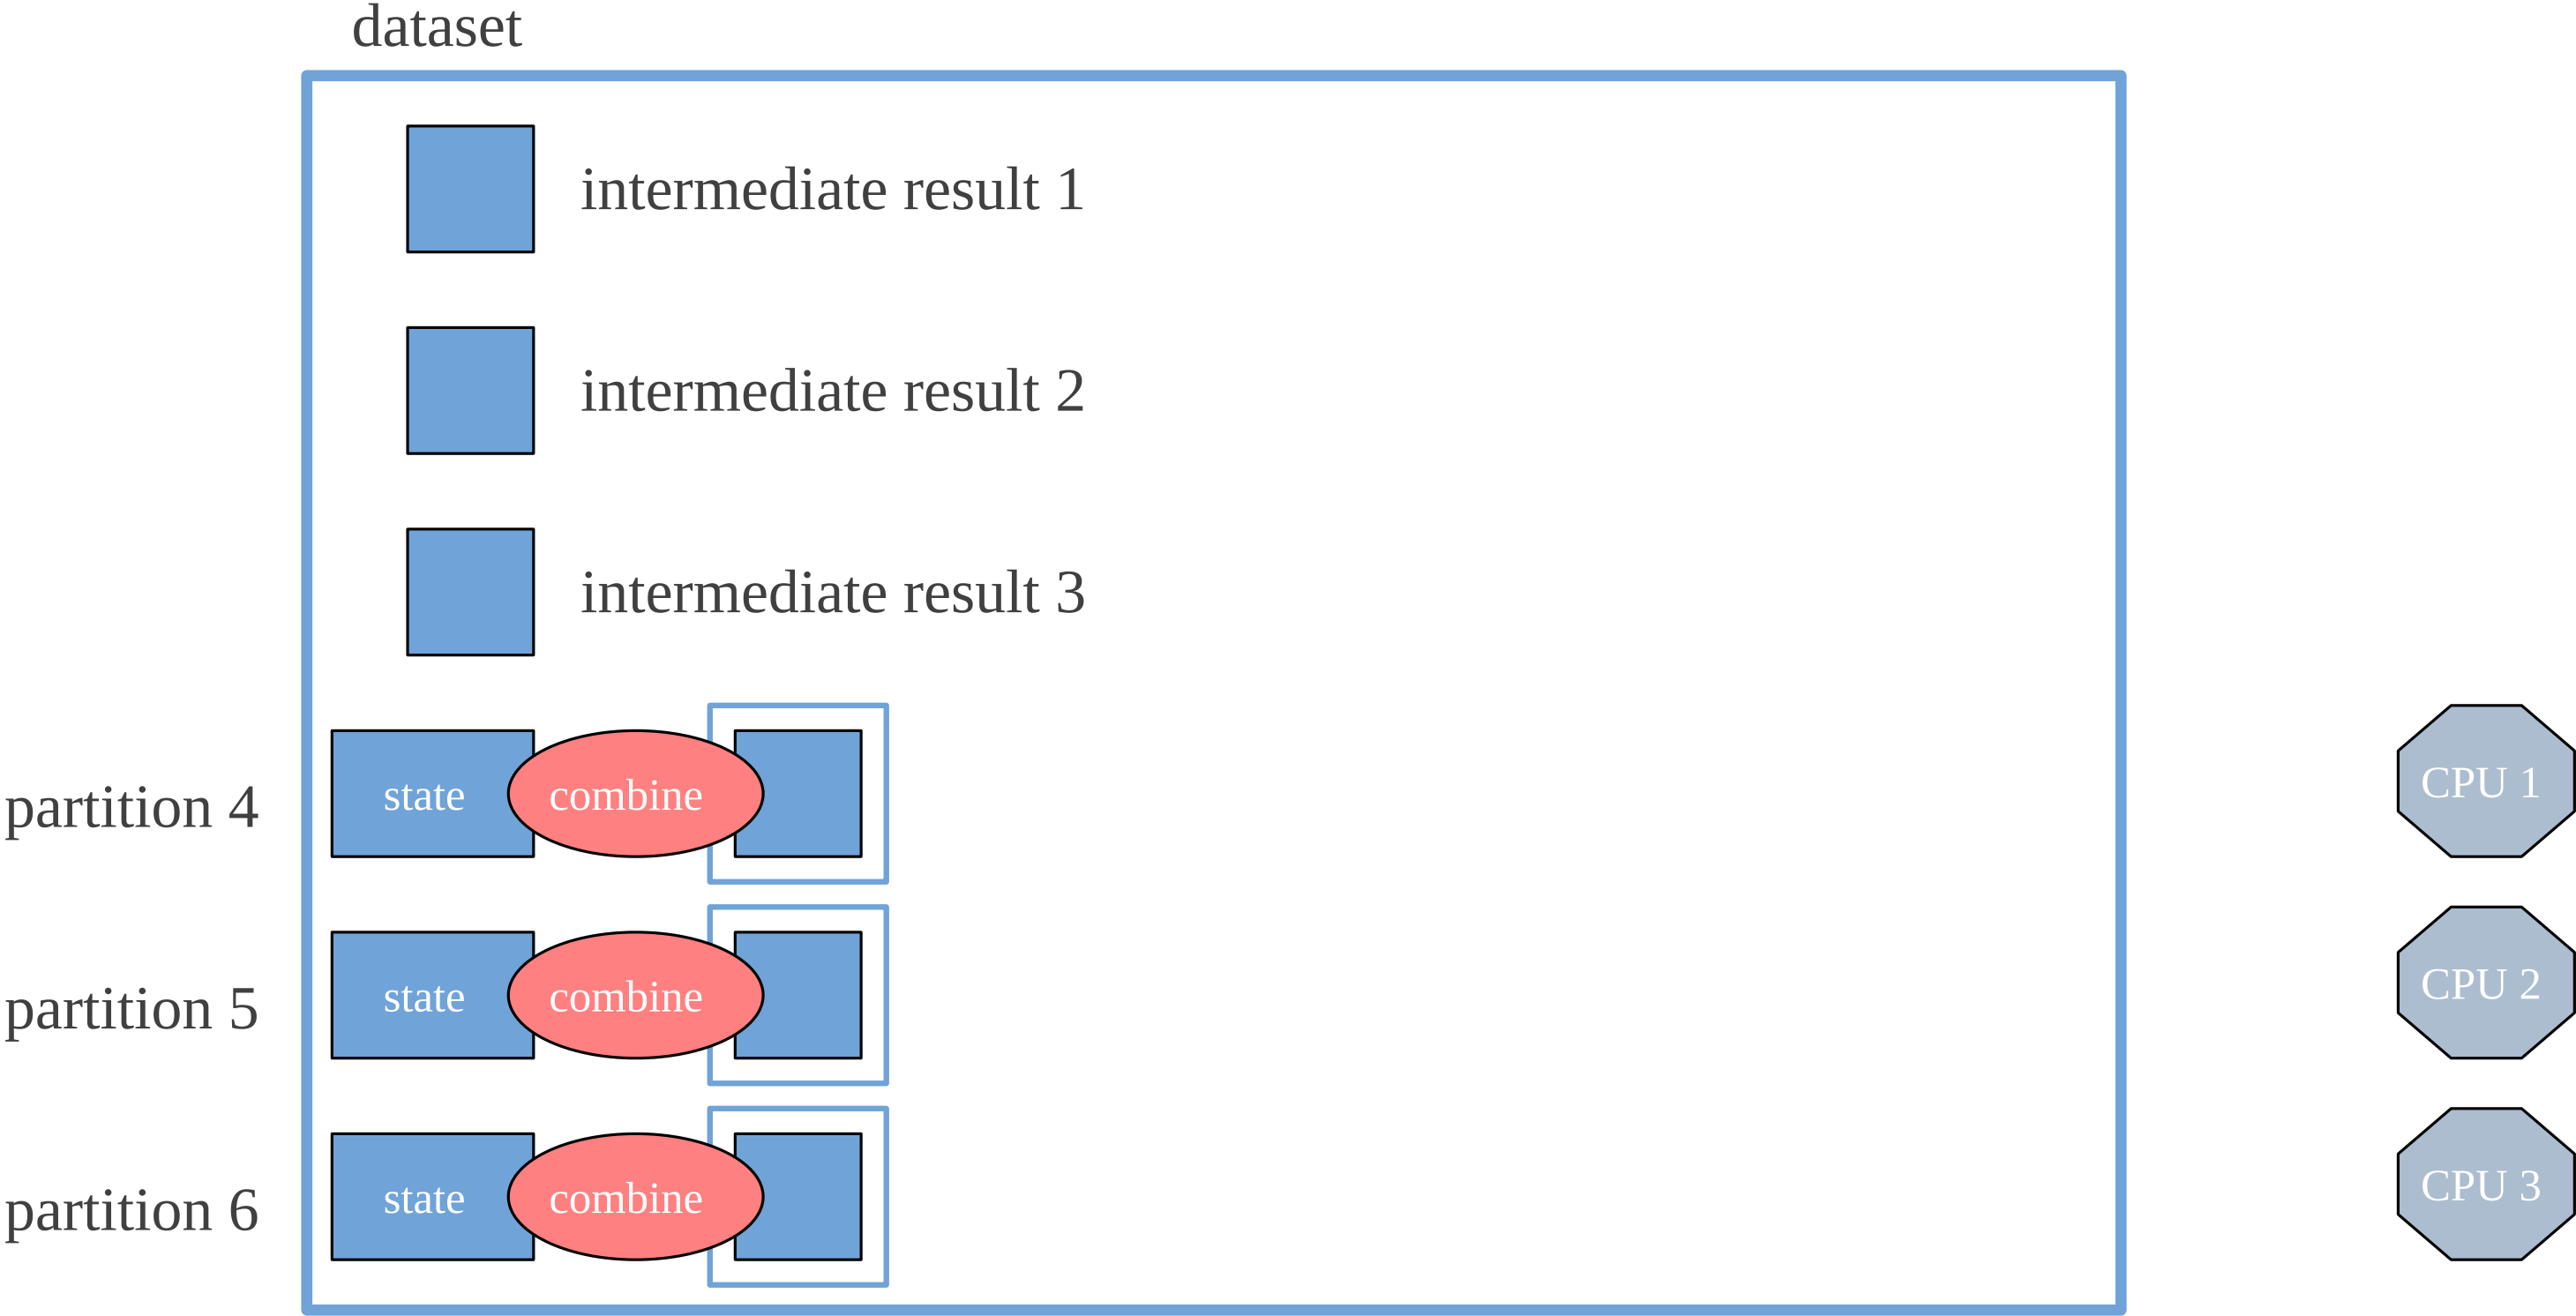 dataset
intermediate result 1
intermediate result 2
intermediate result 3
partition 4
state
combine
CPU 1
partition 5
state
combine
CPU 2
partition 6
state
combine
CPU 3